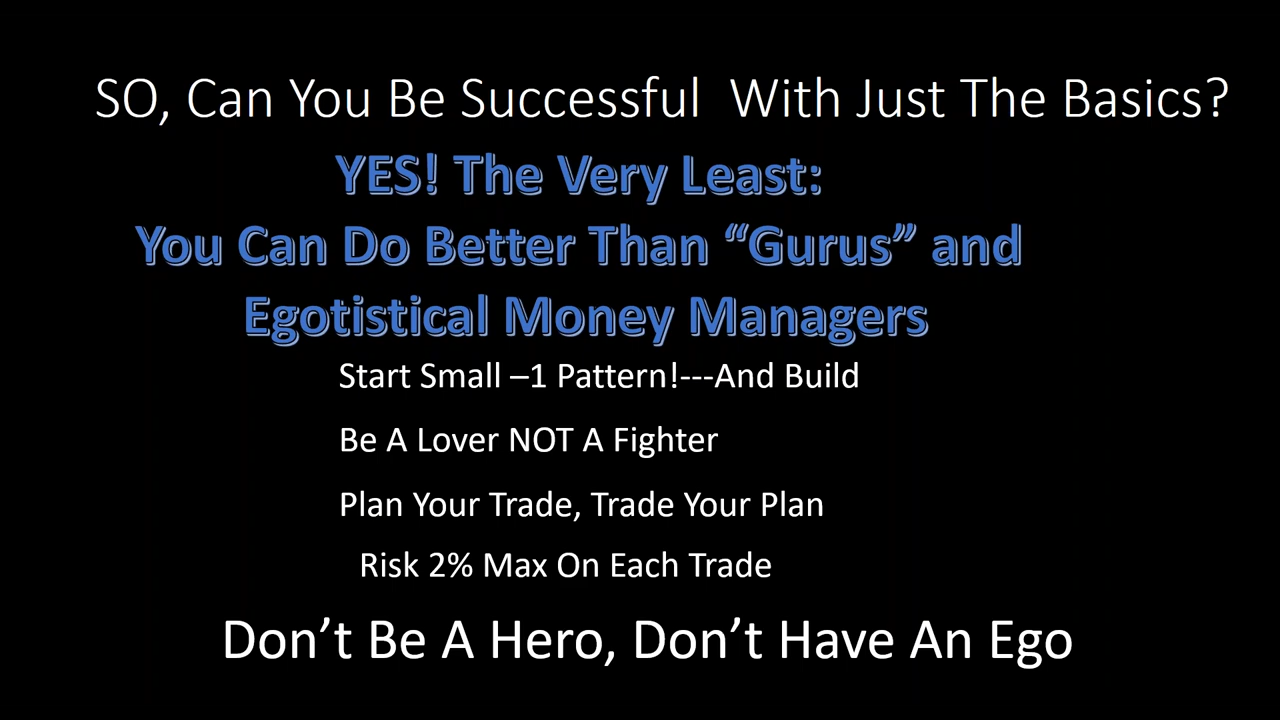 SO, Can You Be Successful  With Just The Basics?
YES! The Very Least:
You Can Do Better Than “Gurus” and
Egotistical Money Managers
Start Small –1 Pattern!---And Build
Be A Lover NOT A Fighter
Plan Your Trade, Trade Your Plan
Risk 2% Max On Each Trade
Don’t Be A Hero, Don’t Have An Ego